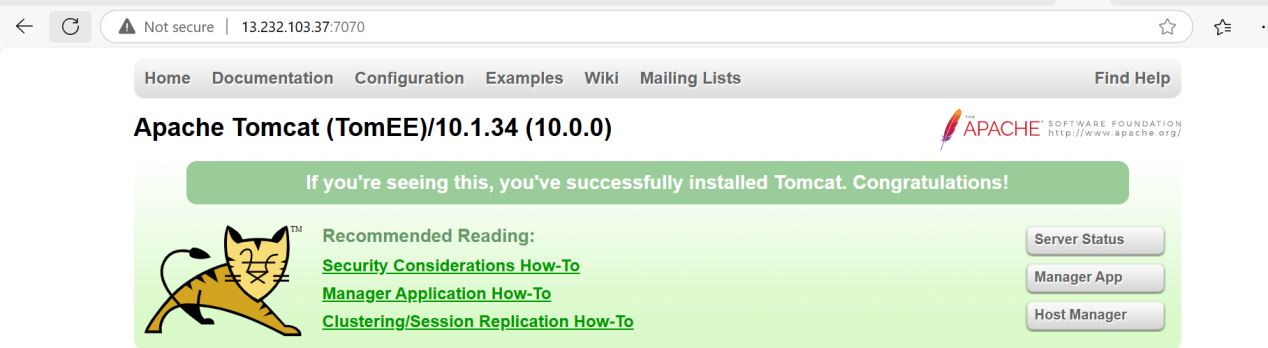 Not secure | 13.232.103.37:7070
Home Documentation Configuration Examples Wiki Mailing Lists Find Help
Apache Tomcat (TomEE)/10.1.34 (10.0.0)
THE
APACHE SOFTWARE FOUNDATION
http://www.apache.org/
If you're seeing this, you've successfully installed Tomcat. Congratulations!
TM
Recommended Reading:
Security Considerations How-To
Manager Application How-To
Clustering/Session Replication How-To
Server Status
Manager App
Host Manager